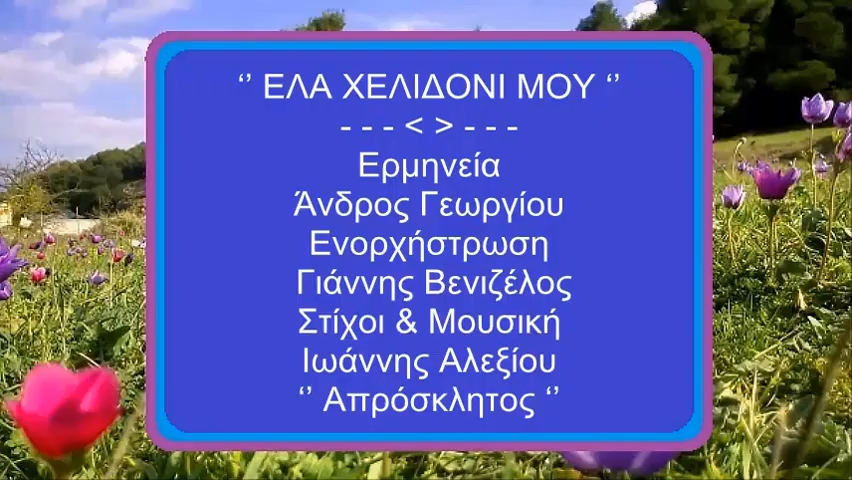 ‘’ ΕΛΑ ΧΕΛΙΔΟΝΙ ΜΟΥ ‘’
- - - < > - - -
Ερμηνεία
Άνδρος Γεωργίου
Ενορχήστρωση
Γιάννης Βενιζέλος
Στίχοι & Μουσική
Ιωάννης Αλεξίου
‘’ Απρόσκλητος ‘’